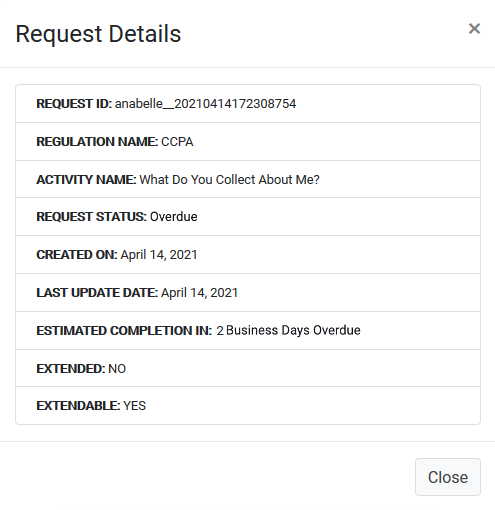 Request Details
×
REQUEST ID: anabelle__20210414172308754
REGULATION NAME: CCPA
ACTIVITY NAME: What Do You Collect About Me?
REQUEST STATUS: Overdue
CREATED ON: April 14, 2021
LAST UPDATE DATE: April 14, 2021
ESTIMATED COMPLETION IN: 2 Business Days Overdue
EXTENDED: NO
EXTENDABLE: YES
Close